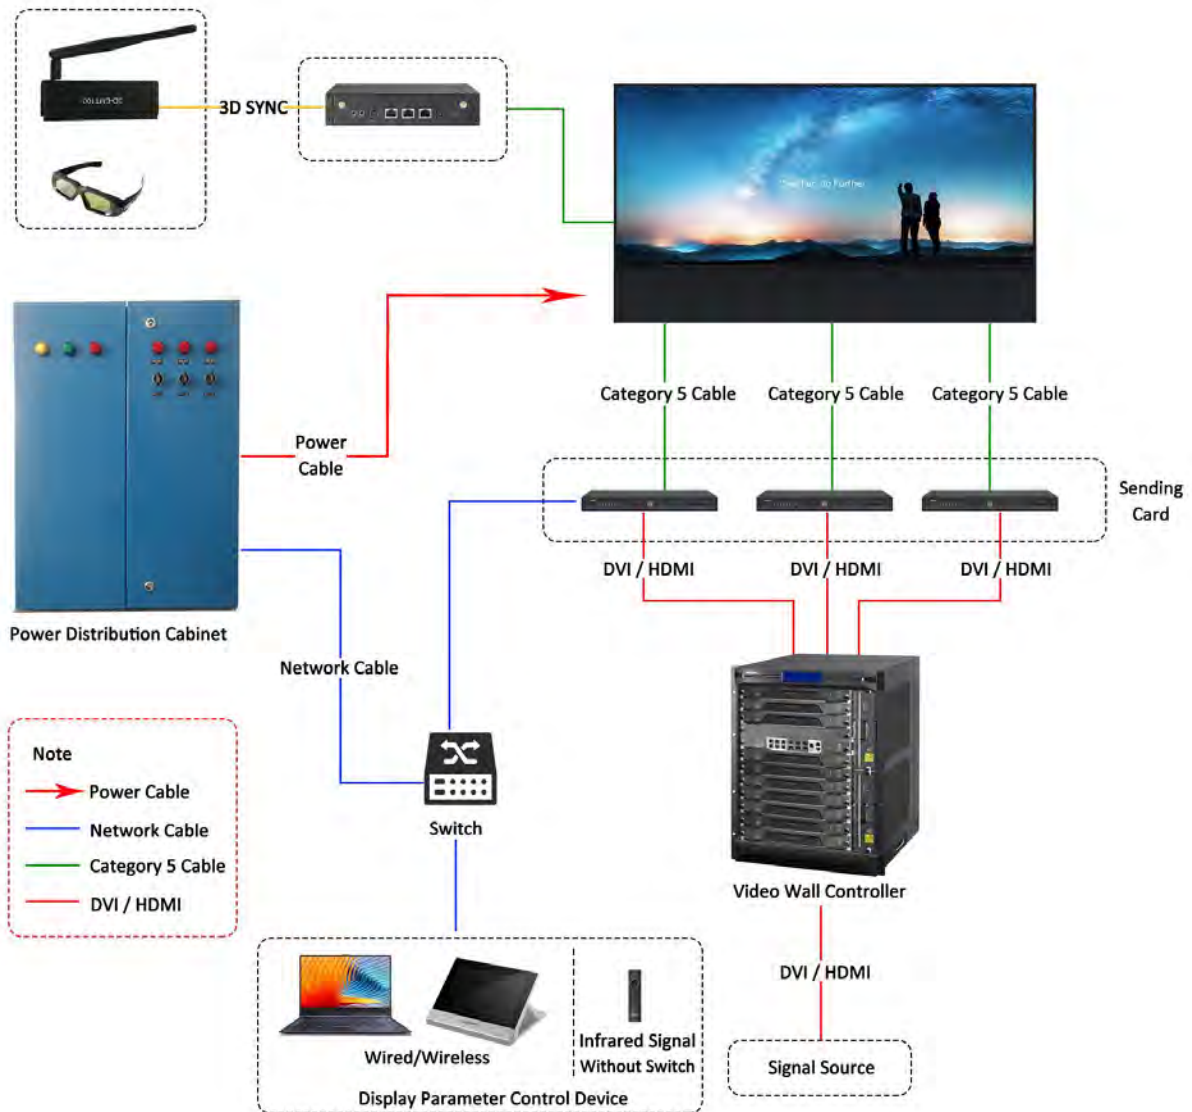 3D SYNC
Category 5 Cable
Category 5 Cable
Category 5 Cable
Power
Cable
Sending
Card
DVI / HDMI
DVI / HDMI
DVI / HDMI
Power Distribution Cabinet
Network Cable
Note
Power Cable
Network Cable
Category 5 Cable
DVI / HDMI
Switch
Video Wall Controller
DVI / HDMI
Wired/Wireless
Infrared Signal
Without Switch
Display Parameter Control Device
Signal Source